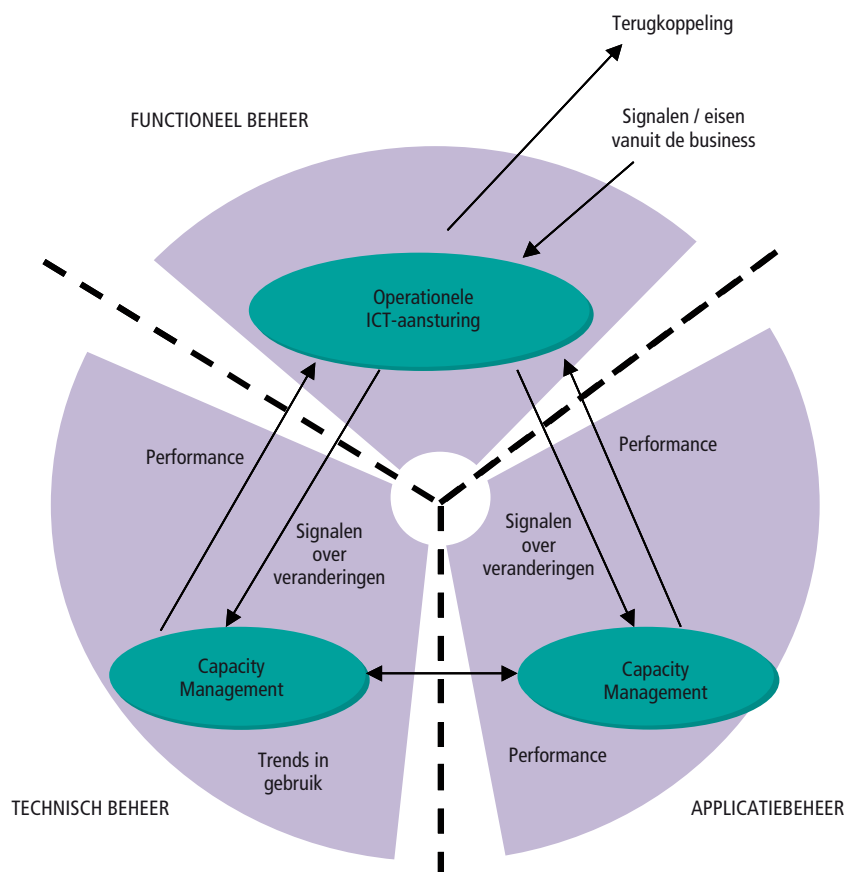 Terugkoppeling
FUNCTIONEEL BEHEER
Signalen / eisen
vanuit de business
Operationele
ICT-aansturing
Performance
Performance
Signalen
over
veranderingen
Signalen
over
veranderingen
Capacity
Management
Capacity
Management
Trends in
gebruik
Performance
TECHNISCH BEHEER
APPLICATIEBEHEER